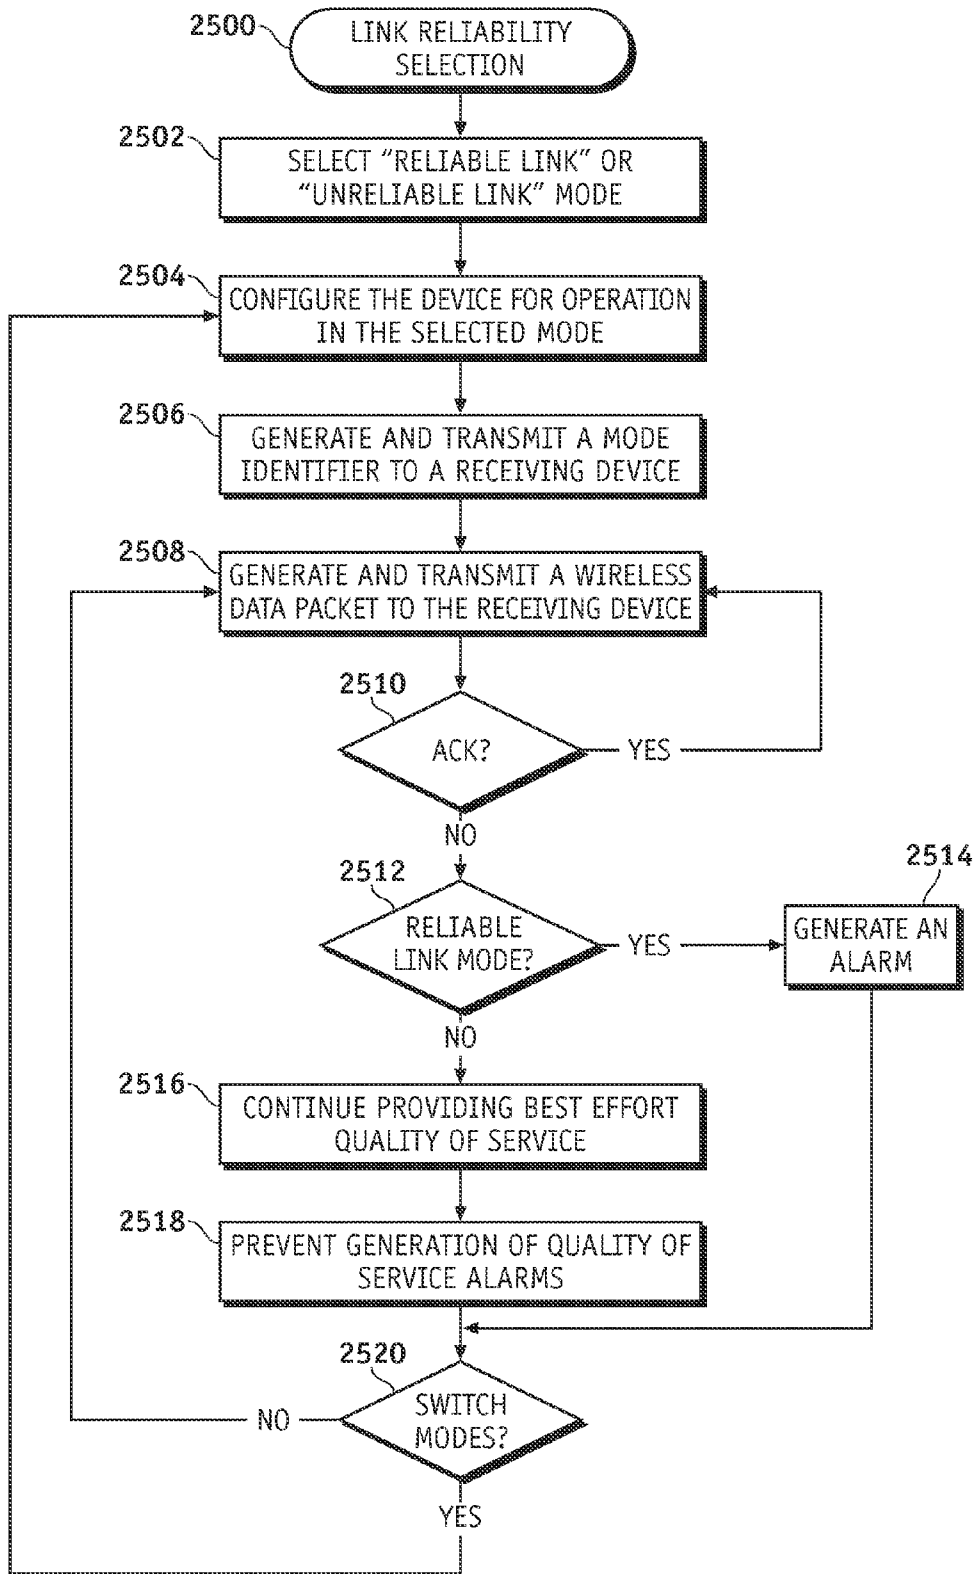 2500
LINK RELIABILITY
SELECTION
2502
SELECT “RELIABLE LINK” OR
“UNRELIABLE LINK” MODE
2504
CONFIGURE THE DEVICE FOR OPERATION
IN THE SELECTED MODE
2506
GENERATE AND TRANSMIT A MODE
IDENTIFIER TO A RECEIVING DEVICE
2508
GENERATE AND TRANSMIT A WIRELESS
DATA PACKET TO THE RECEIVING DEVICE
2510
ACK?
YES
NO
2512
RELIABLE
LINK MODE?
YES
2514
GENERATE AN
ALARM
NO
2516
CONTINUE PROVIDING BEST EFFORT
QUALITY OF SERVICE
2518
PREVENT GENERATION OF QUALITY OF
SERVICE ALARMS
2520
SWITCH
MODES?
NO
YES